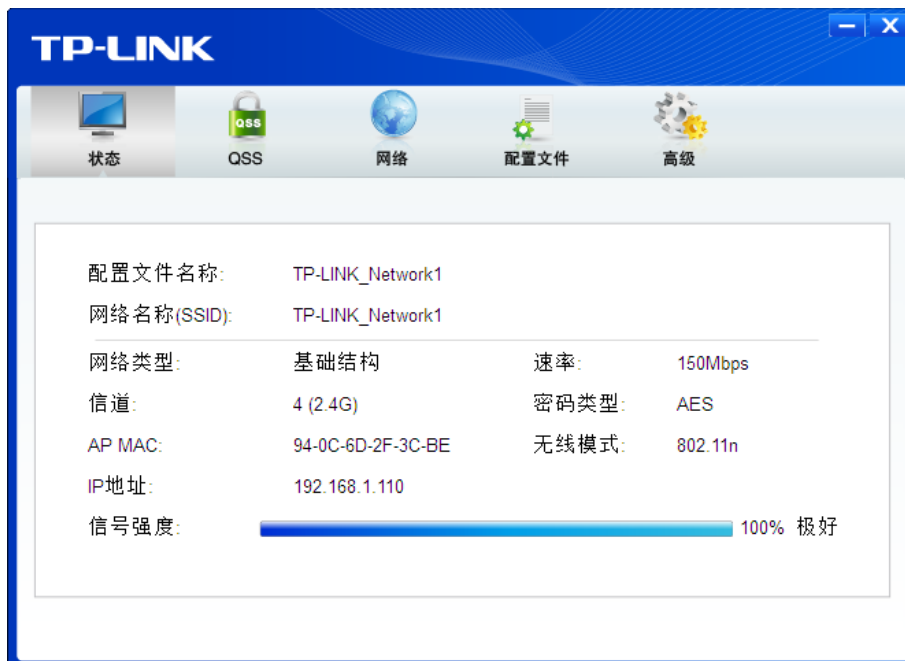 TP-LINK
QSS
状态 QSS 网络 配置文件 高级
配置文件名称: TP-LINK_Network1
网络名称(SSID): TP-LINK_Network1
网络类型: 基础结构 速率: 150Mbps
信道: 4 (2.4G) 密码类型: AES
AP MAC: 94-0C-6D-2F-3C-BE 无线模式: 802.11n
IP地址: 192.168.1.110
信号强度: 100% 极好